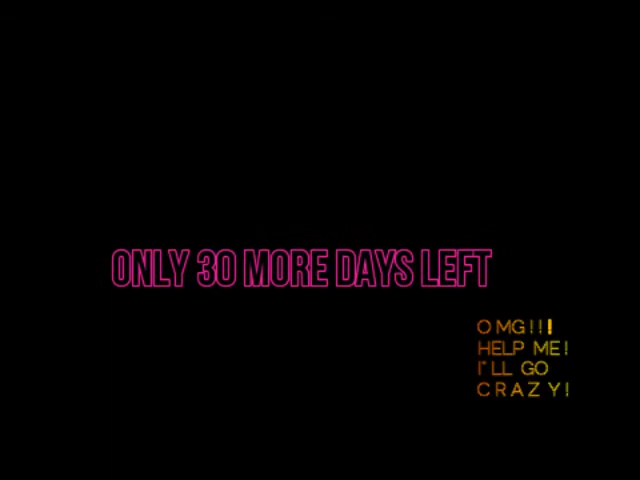 ONLY 30 MORE DAYS LEFT
OMG!!!
HELP ME!
I'LL GO
CRAZY!